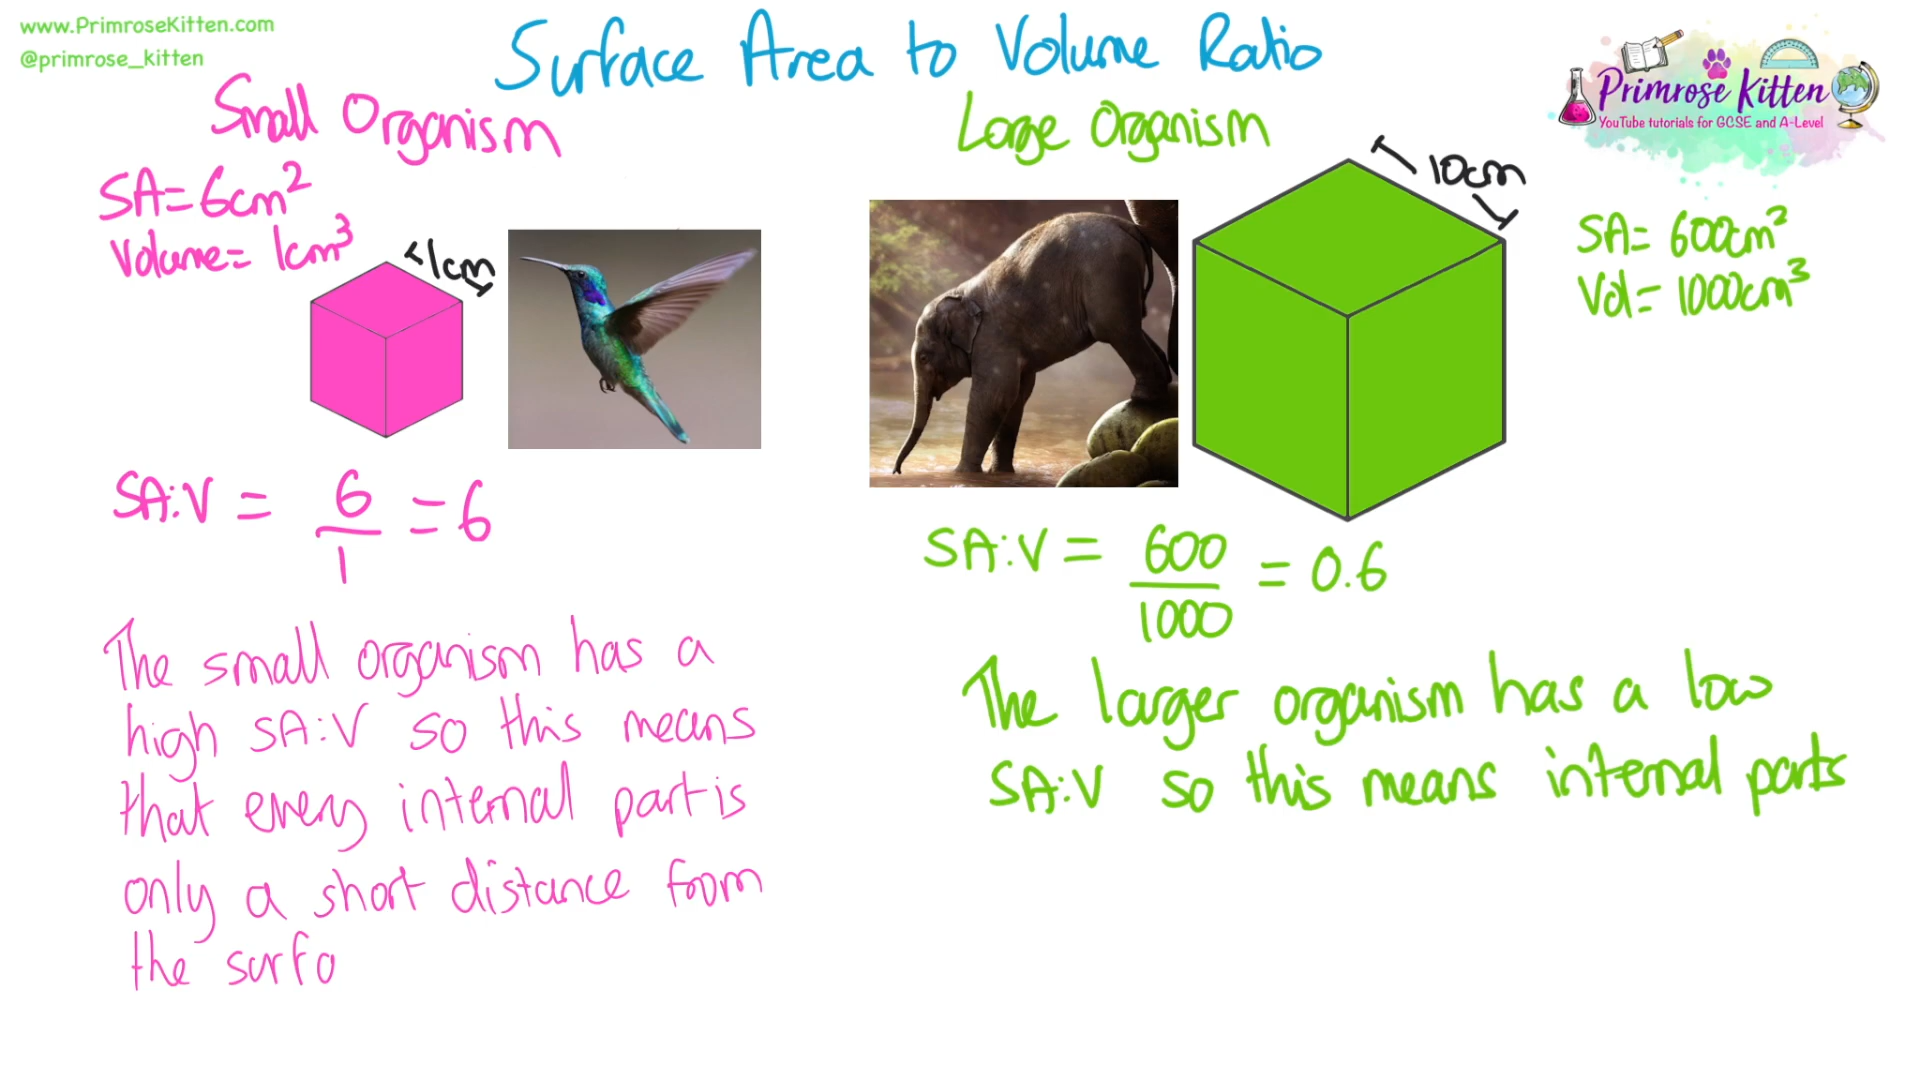 www.PrimroseKitten.com
@primrose_kitten
Surface Area to Volume Ratio
Primrose Kitten
YouTube tutorials for GCSE and A-Level
Small Organism
SA= 6cm²
Volume= 1cm³
1cm
SA:V = 6/1 = 6
The small organism has a
high SA:V so this means
that every internal part is
only a short distance from
the surfa
Large Organism
10cm
SA= 600cm²
Vol= 1000cm³
SA:V = 600/1000 = 0.6
The larger organism has a low
SA:V so this means internal parts